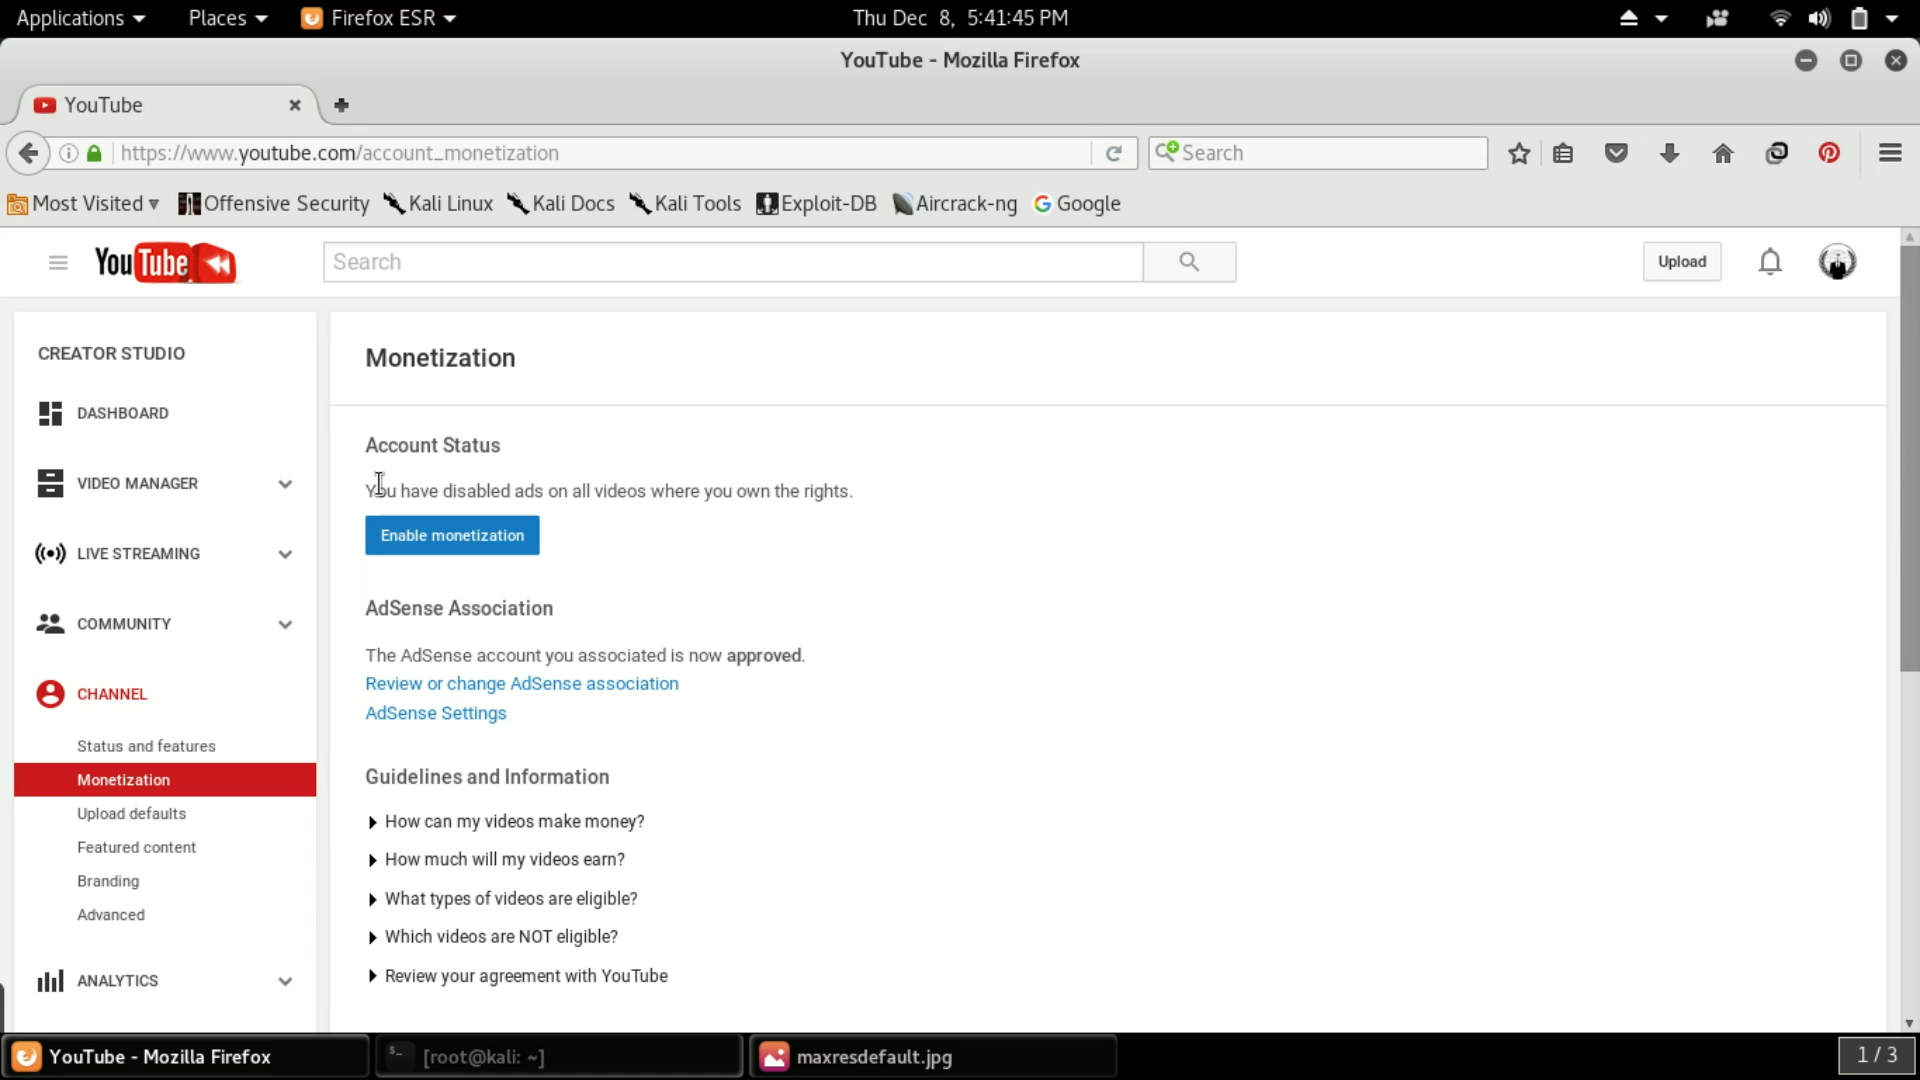 Applications Places Firefox ESR Thu Dec 8, 5:41:45 PM
YouTube - Mozilla Firefox
YouTube
https://www.youtube.com/account_monetization Search
Most Visited Offensive Security Kali Linux Kali Docs Kali Tools Exploit-DB Aircrack-ng Google
YouTube Search Upload
CREATOR STUDIO
DASHBOARD
VIDEO MANAGER
LIVE STREAMING
COMMUNITY
CHANNEL
Status and features
Monetization
Upload defaults
Featured content
Branding
Advanced
ANALYTICS
Monetization
Account Status
You have disabled ads on all videos where you own the rights.
Enable monetization
AdSense Association
The AdSense account you associated is now approved.
Review or change AdSense association
AdSense Settings
Guidelines and Information
How can my videos make money?
How much will my videos earn?
What types of videos are eligible?
Which videos are NOT eligible?
Review your agreement with YouTube
YouTube - Mozilla Firefox [root@kali: ~] maxresdefault.jpg 1 / 3